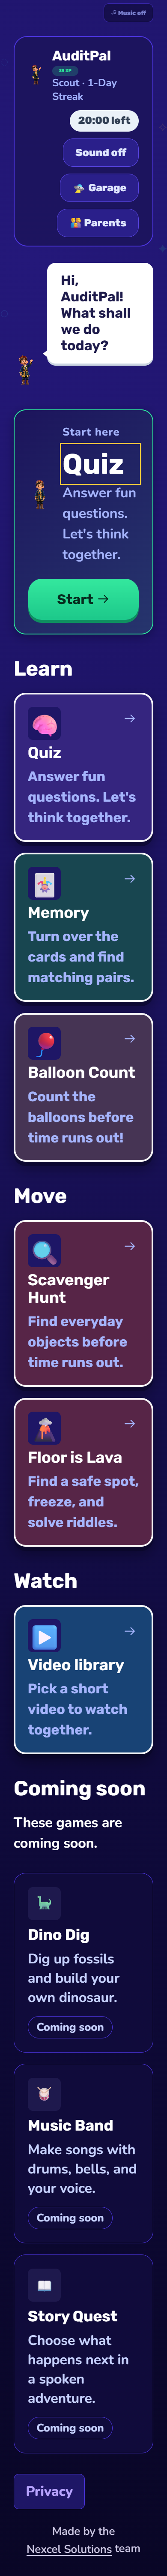 Music off
AuditPal
Scout · 1-Day
Streak
20:00 left
Sound off
Garage
Parents
Hi,
AuditPal!
What shall
we do
today?
Start here
Quiz
Answer fun
questions.
Let's think
together.
Start →
Learn
Quiz
Answer fun
questions. Let's
think together.
Memory
Turn over the
cards and find
matching pairs.
Balloon Count
Count the
balloons before
time runs out!
Move
Scavenger
Hunt
Find everyday
objects before
time runs out.
Floor is Lava
Find a safe spot,
freeze, and
solve riddles.
Watch
Video library
Pick a short
video to watch
together.
Coming soon
These games are
coming soon.
Dino Dig
Dig up fossils
and build your
own dinosaur.
Coming soon
Music Band
Make songs with
drums, bells, and
your voice.
Coming soon
Story Quest
Choose what
happens next in
a spoken
adventure.
Coming soon
Privacy
Made by the
Nexcel Solutions team